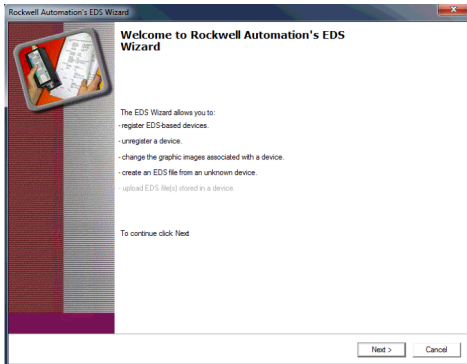 Rockwell Automation's EDS Wizard
Welcome to Rockwell Automation's EDS
Wizard
The EDS Wizard allows you to:
- register EDS-based devices.
- unregister a device.
- change the graphic images associated with a device.
- create an EDS file from an unknown device.
- upload EDS file(s) stored in a device.
To continue click Next
Next >
Cancel